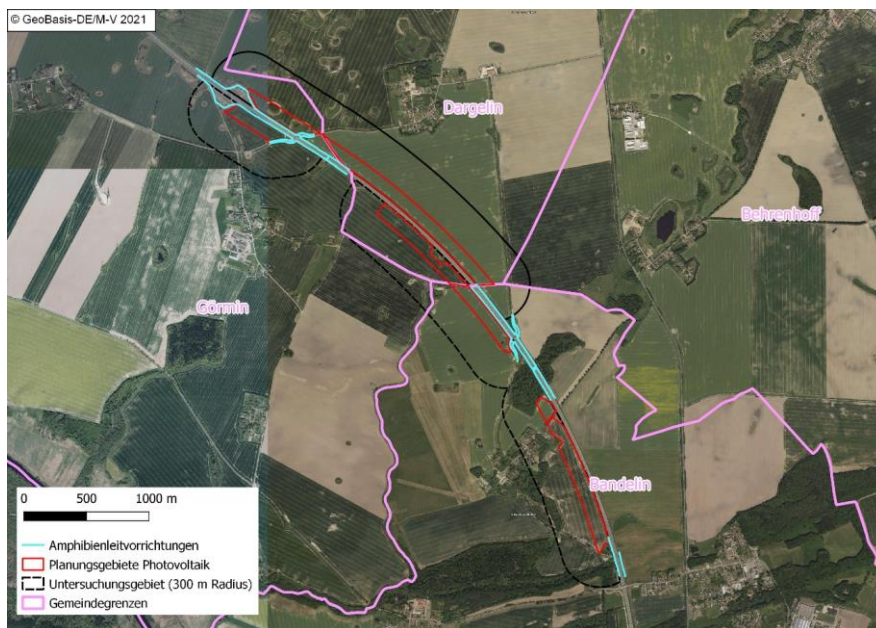 © GeoBasis-DE/M-V 2021
Dargelin
Behrenhoff
Görmin
Bandelin
0 500 1000 m
Amphibienleitvorrichtungen
Planungsgebiete Photovoltaik
Untersuchungsgebiet (300 m Radius)
Gemeindegrenzen